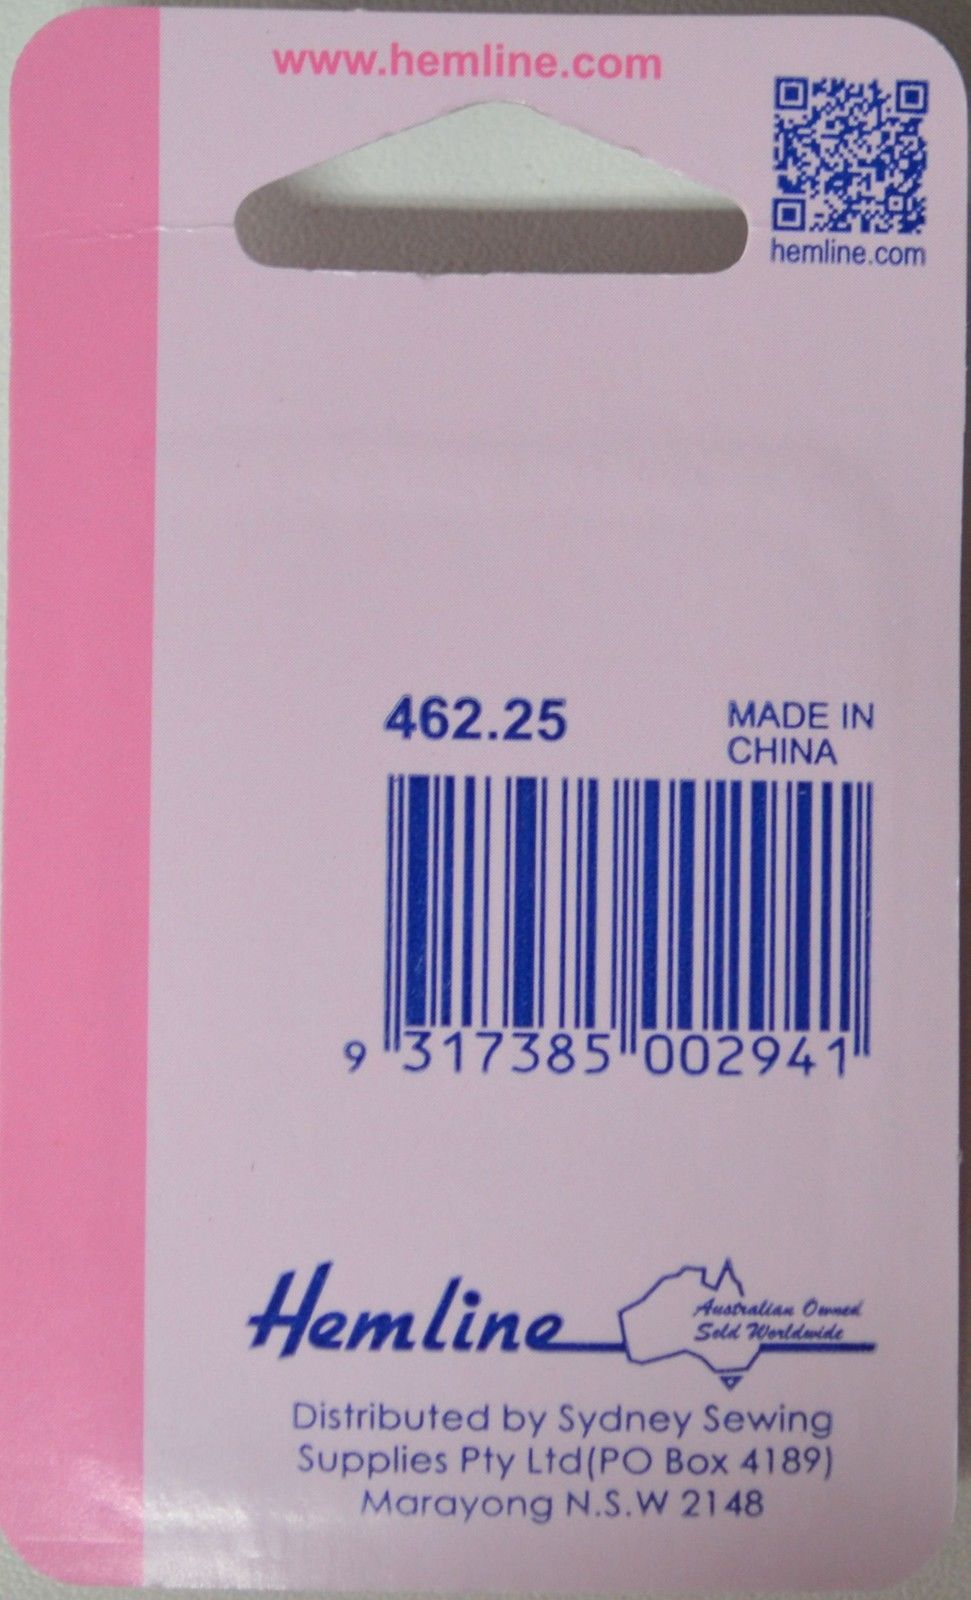 www.hemline.com
hemline.com
462.25
MADE IN
CHINA
9 317385 002941
Hemline
Australian Owned
Sold Worldwide
Distributed by Sydney Sewing
Supplies Pty Ltd(PO Box 4189)
Marayong N.S.W 2148